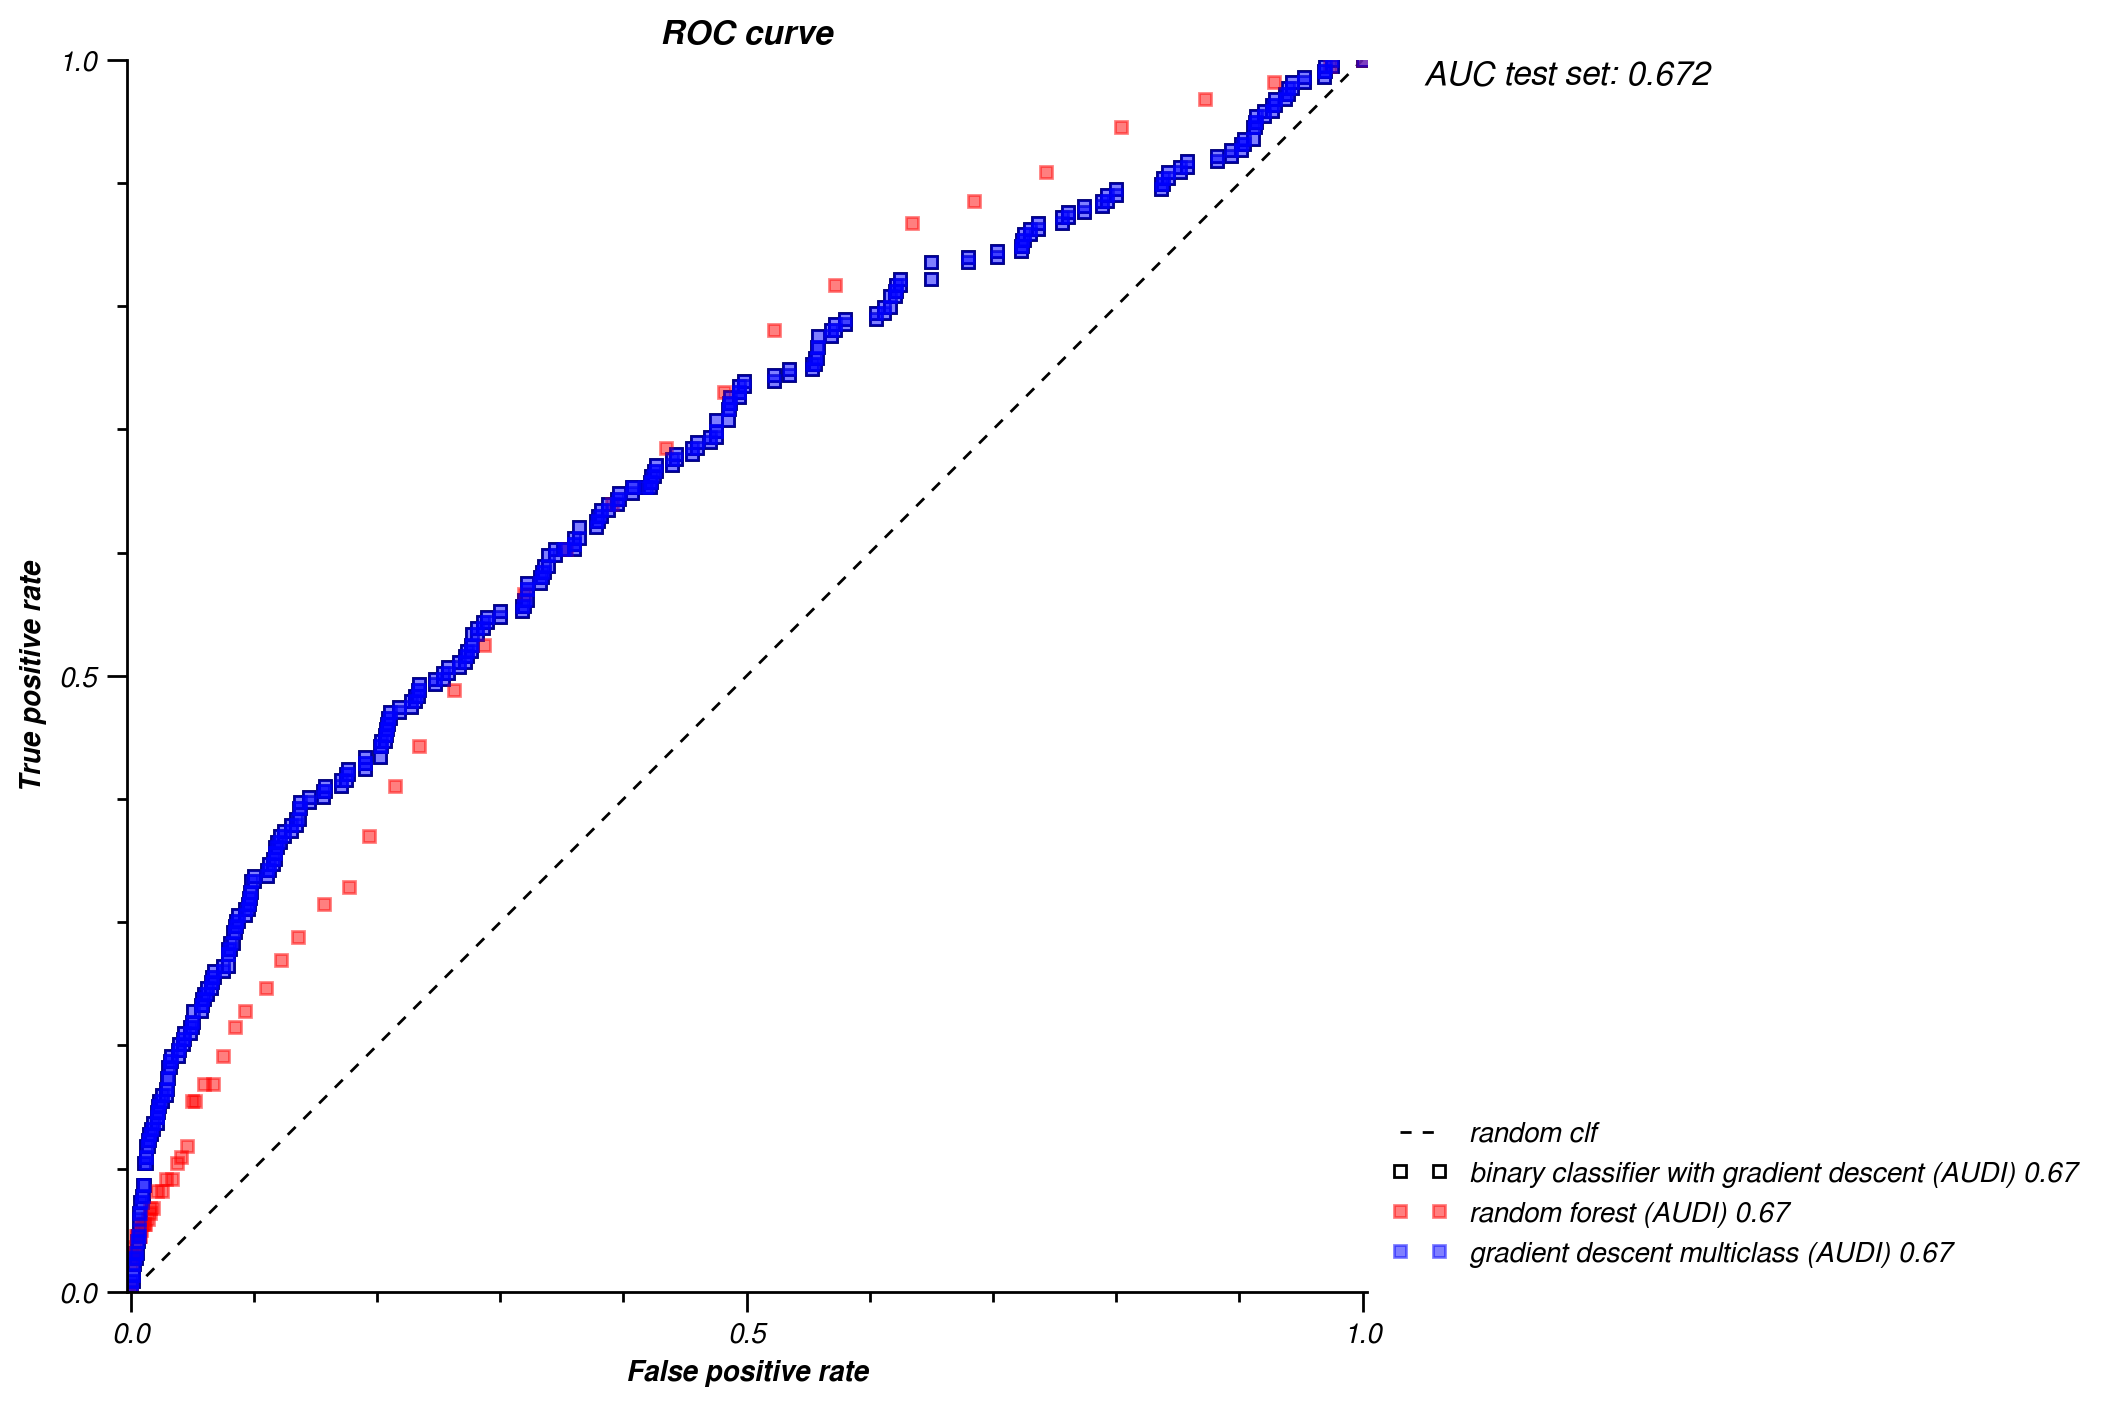 ROC curve
AUC test set: 0.672
1.0
True positive rate
0.5
0.0
random clf
binary classifier with gradient descent (AUDI) 0.67
random forest (AUDI) 0.67
gradient descent multiclass (AUDI) 0.67
0.0 0.5 1.0
False positive rate